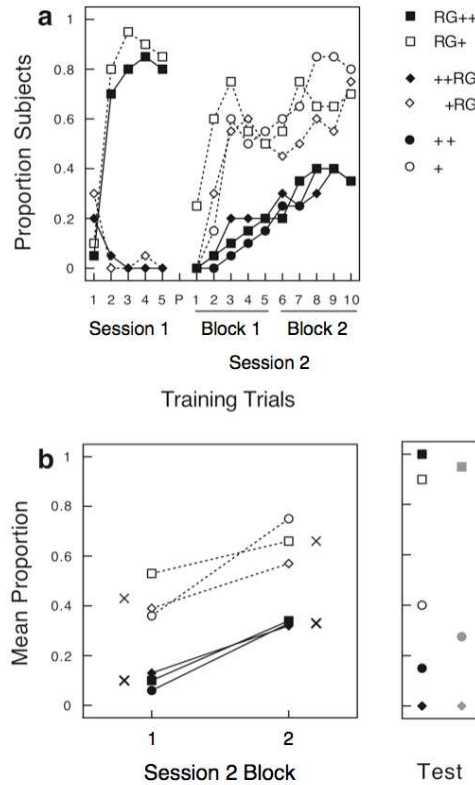 a
1
0.8
0.6
0.4
0.2
0
Proportion Subjects
1 2 3 4 5 P 1 2 3 4 5 6 7 8 9 10
Session 1 Block 1 Block 2
Session 2
Training Trials
RG++
RG+
++RG
+RG
++
+
b
1
0.8
0.6
0.4
0.2
0
Mean Proportion
1 2
Session 2 Block
Test